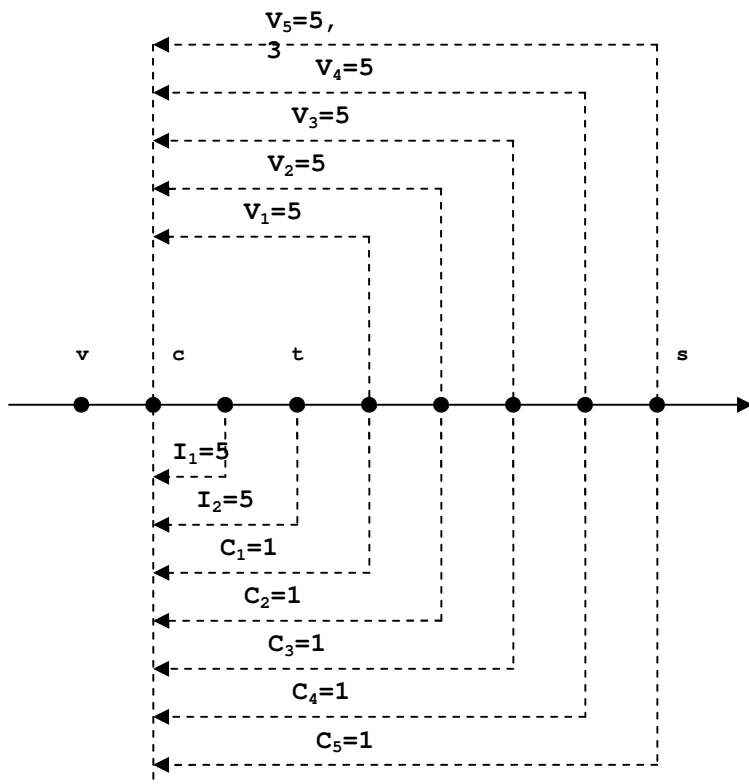 V₅=5,
3
V₄=5
V₃=5
V₂=5
V₁=5
v c t s
I₁=5
I₂=5
C₁=1
C₂=1
C₃=1
C₄=1
C₅=1